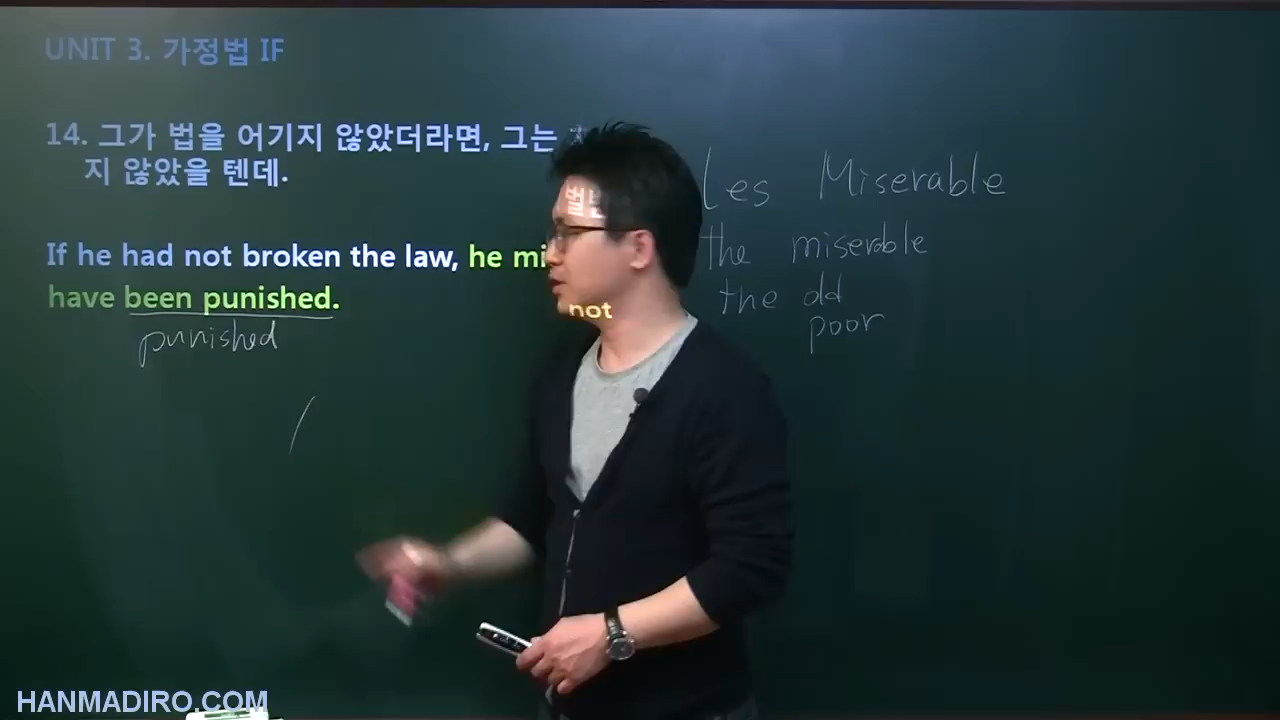 UNIT 3. 가정법 IF
14. 그가 법을 어기지 않았더라면, 그는
지 않았을 텐데.
If he had not broken the law, he mi
not
have been punished.
punished
Les Miserable
the miserable
the old
poor
HANMADIRO.COM